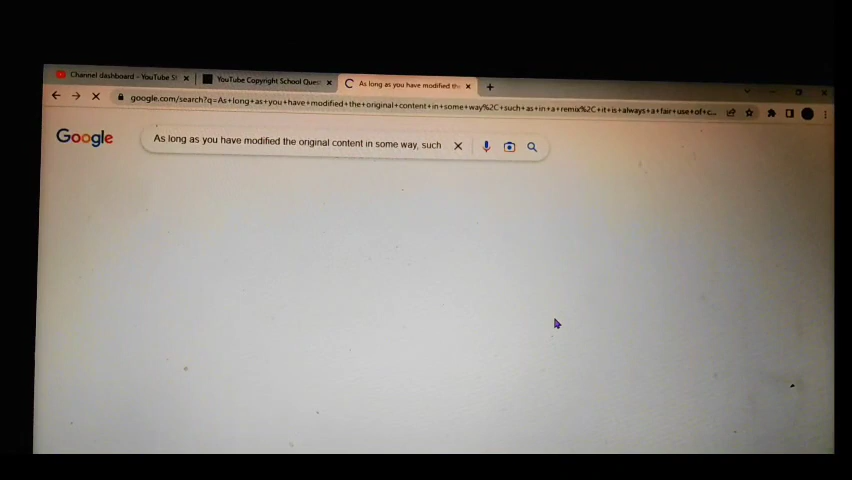 Channel dashboard - YouTube St
YouTube Copyright School Quest
As long as you have modified the
google.com/search?q=As+long+as+you+have+modified+the+original+content+in+some+way%2C+such+as+in+a+remix%2C+it+is+always+a+fair+use+of+c...
Google
As long as you have modified the original content in some way, such